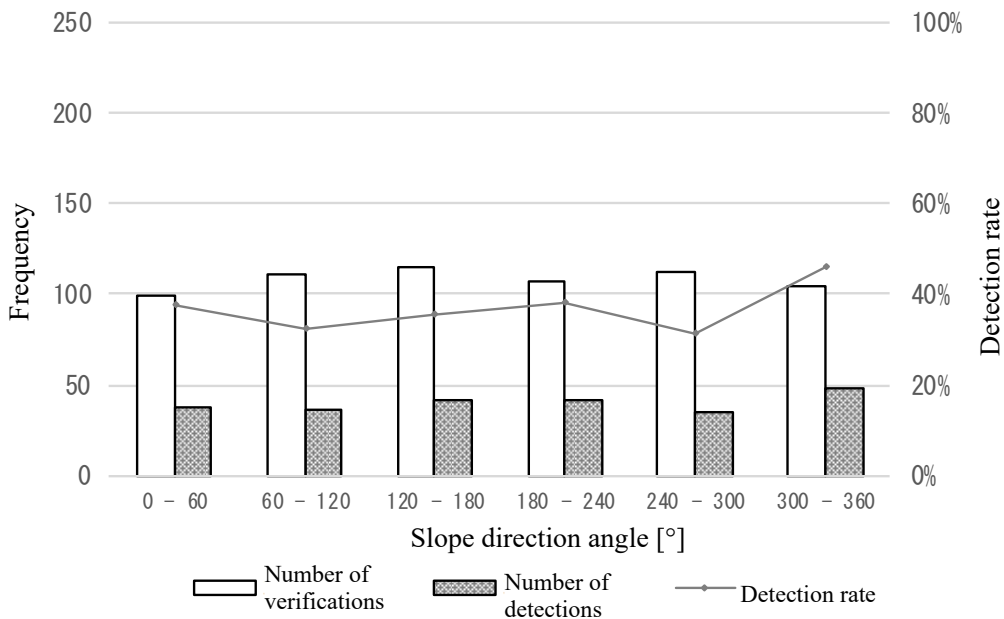 250
200
150
100
50
0
Frequency
100%
80%
60%
40%
20%
0%
Detection rate
0 - 60
60 - 120
120 - 180
180 - 240
240 - 300
300 - 360
Slope direction angle [°]
Number of
verifications
Number of
detections
Detection rate